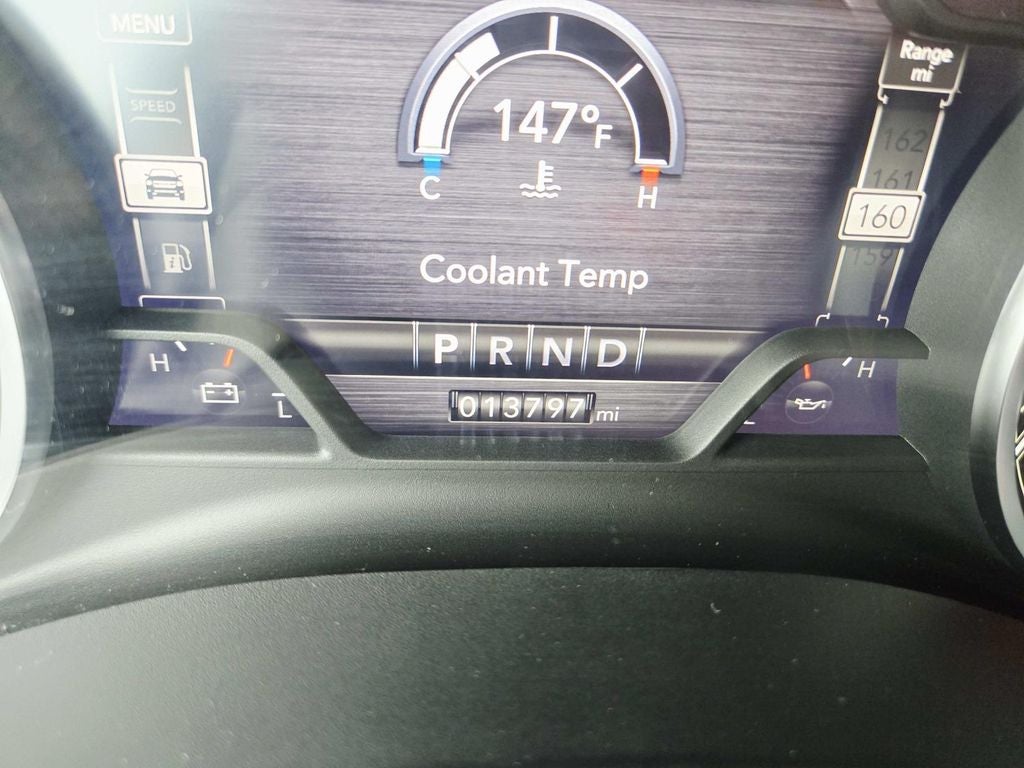 MENU
SPEED
Range
mi
162
161
160
159
147°F
C
H
Coolant Temp
P R N D
H
L
013797 mi
H